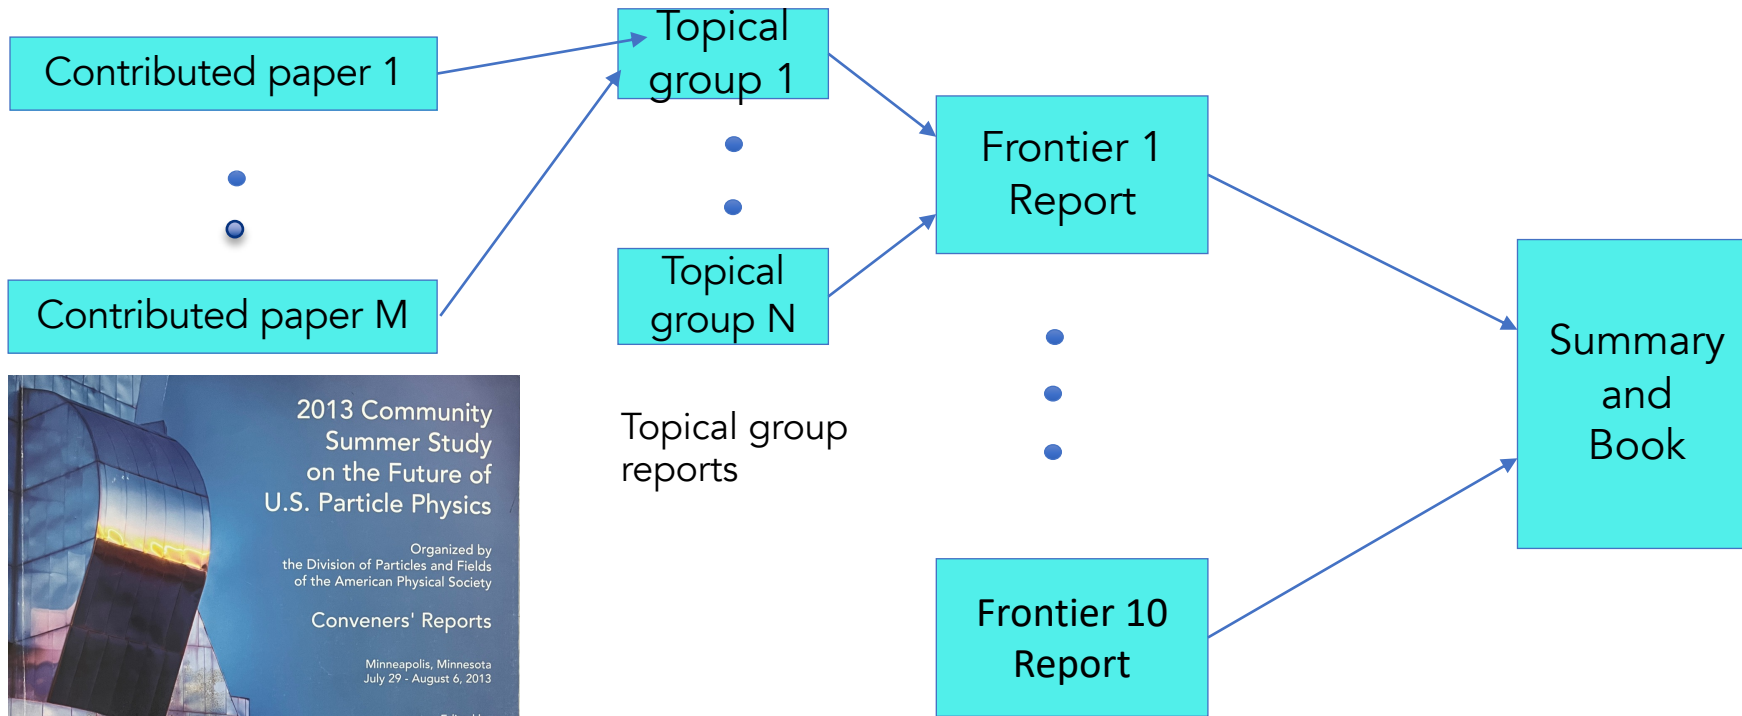 Contributed paper 1
Contributed paper M
Topical
group 1
Topical
group N
Topical group
reports
Frontier 1
Report
Frontier 10
Report
Summary
and
Book
2013 Community
Summer Study
on the Future of
U.S. Particle Physics
Organized by
the Division of Particles and Fields
of the American Physical Society
Conveners' Reports
Minneapolis, Minnesota
July 29 - August 6, 2013